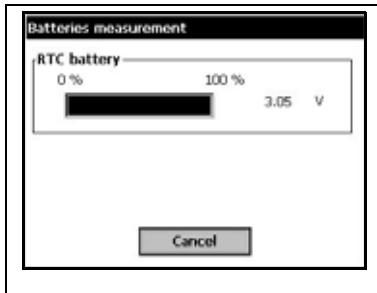 Batteries measurement
RTC battery
0 % 100 %
3.05 V
Cancel